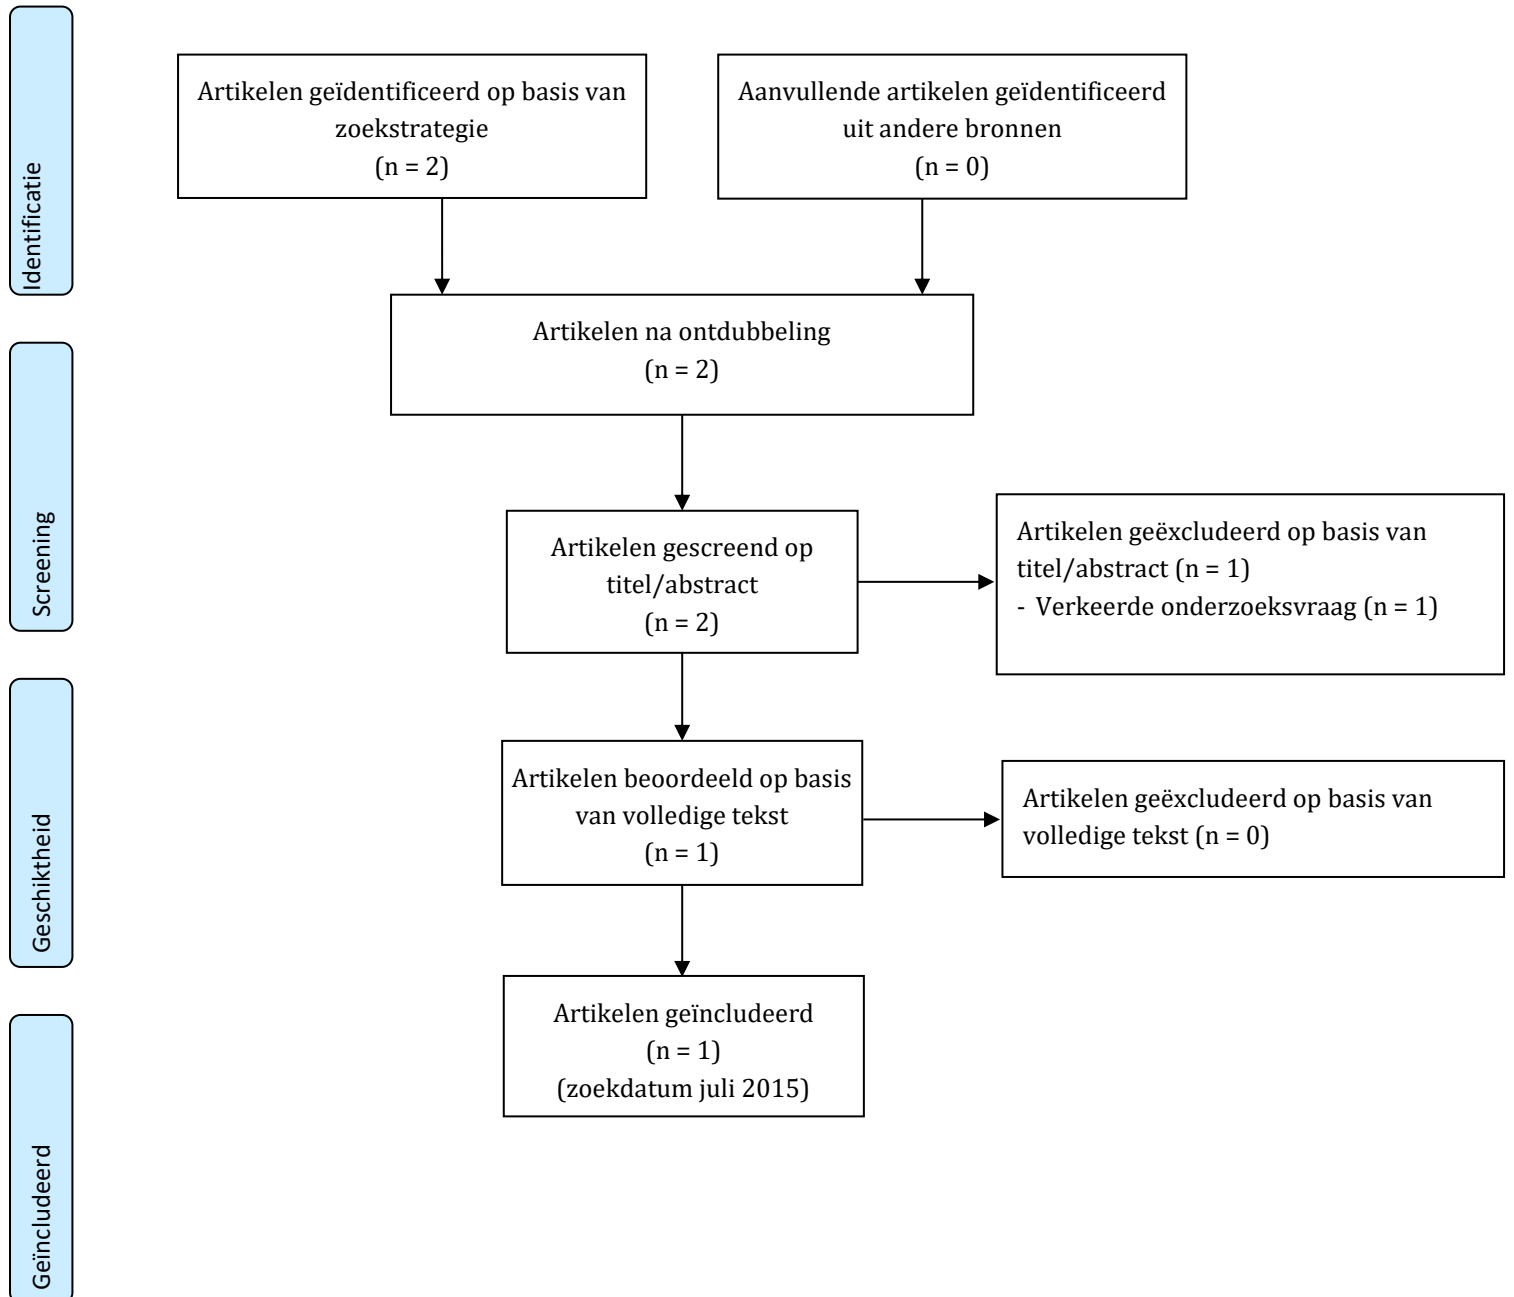 Identificatie
Artikelen geïdentificeerd op basis van
zoekstrategie
(n = 2)
Aanvullende artikelen geïdentificeerd
uit andere bronnen
(n = 0)
Artikelen na ontdubbeling
(n = 2)
Screening
Artikelen gescreend op
titel/abstract
(n = 2)
Artikelen geëxcludeerd op basis van
titel/abstract (n = 1)
- Verkeerde onderzoeksvraag (n = 1)
Geschiktheid
Artikelen beoordeeld op basis
van volledige tekst
(n = 1)
Artikelen geëxcludeerd op basis van
volledige tekst (n = 0)
Geïncludeerd
Artikelen geïncludeerd
(n = 1)
(zoekdatum juli 2015)